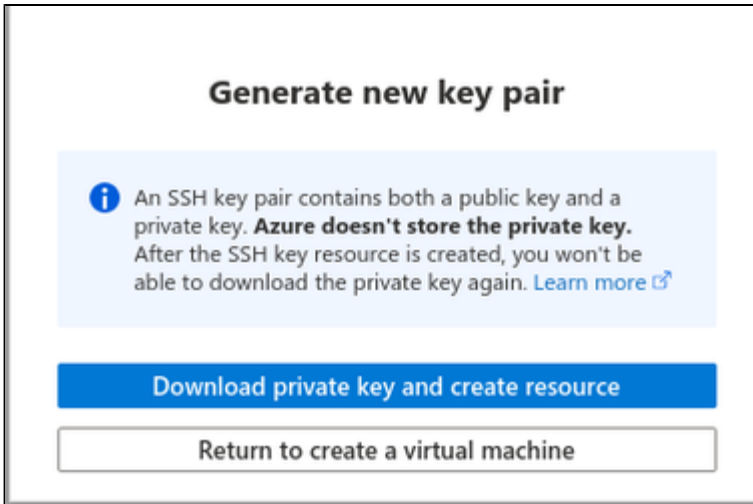 Generate new key pair
An SSH key pair contains both a public key and a
private key. Azure doesn't store the private key.
After the SSH key resource is created, you won't be
able to download the private key again. Learn more
Download private key and create resource
Return to create a virtual machine